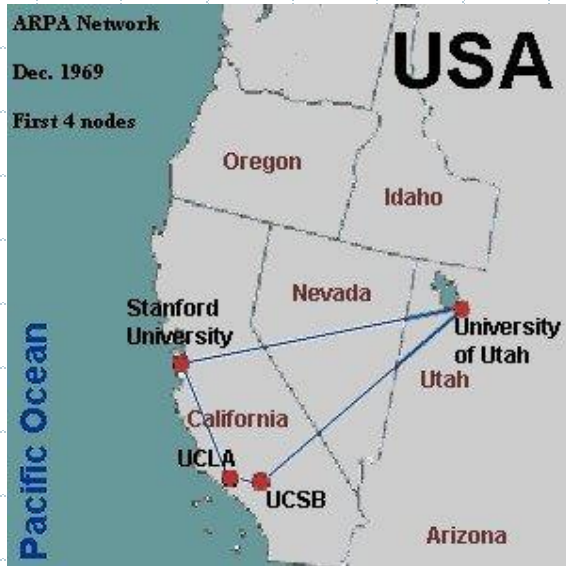 ARPA Network
Dec. 1969
First 4 nodes
USA
Oregon
Idaho
Nevada
Stanford
University
University
of Utah
Utah
California
UCLA
UCSB
Arizona
Pacific Ocean